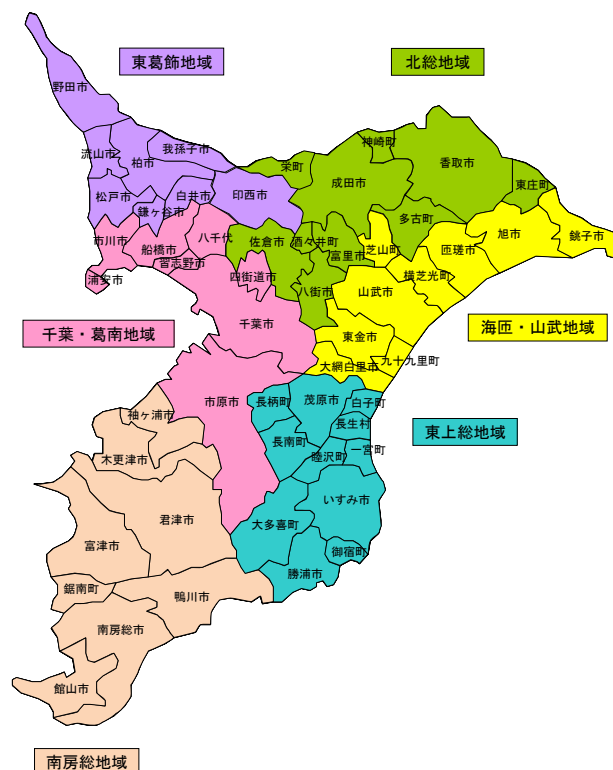 東葛飾地域
北総地域
野田市
流山市
柏市
我孫子市
松戸市
鎌ヶ谷市
白井市
印西市
栄町
成田市
神崎町
香取市
東庄町
多古町
佐倉市
酒々井町
富里市
八街市
芝山町
横芝光町
匝瑳市
旭市
銚子市
山武市
東金市
大網白里市
九十九里町
海匝・山武地域
市川市
船橋市
習志野市
八千代
浦安市
四街道市
千葉市
千葉・葛南地域
市原市
長柄町
茂原市
白子町
長生村
長南町
睦沢町
一宮町
東上総地域
いすみ市
大多喜町
御宿町
勝浦市
袖ヶ浦市
木更津市
君津市
富津市
鋸南町
鴨川市
南房総市
館山市
南房総地域